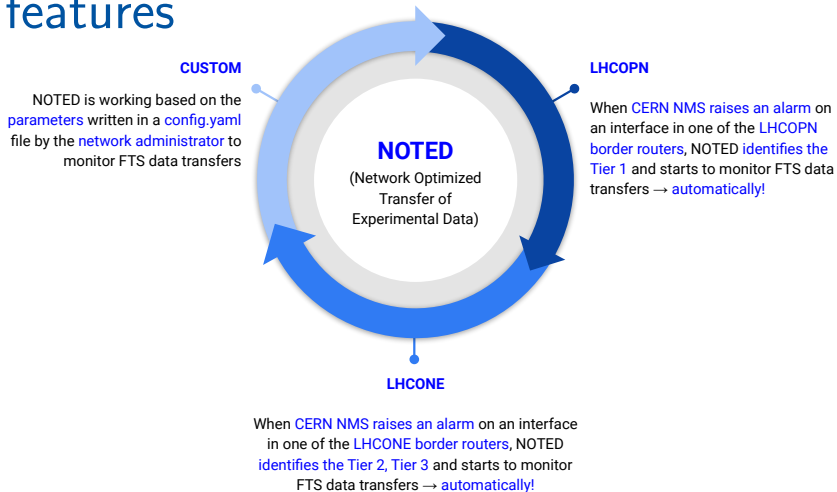 features
CUSTOM
NOTED is working based on the
parameters written in a config.yaml
file by the network administrator to
monitor FTS data transfers
NOTED
(Network Optimized
Transfer of
Experimental Data)
LHCOPN
When CERN NMS raises an alarm on
an interface in one of the LHCOPN
border routers, NOTED identifies the
Tier 1 and starts to monitor FTS data
transfers → automatically!
LHCONE
When CERN NMS raises an alarm on an interface
in one of the LHCONE border routers, NOTED
identifies the Tier 2, Tier 3 and starts to monitor
FTS data transfers → automatically!